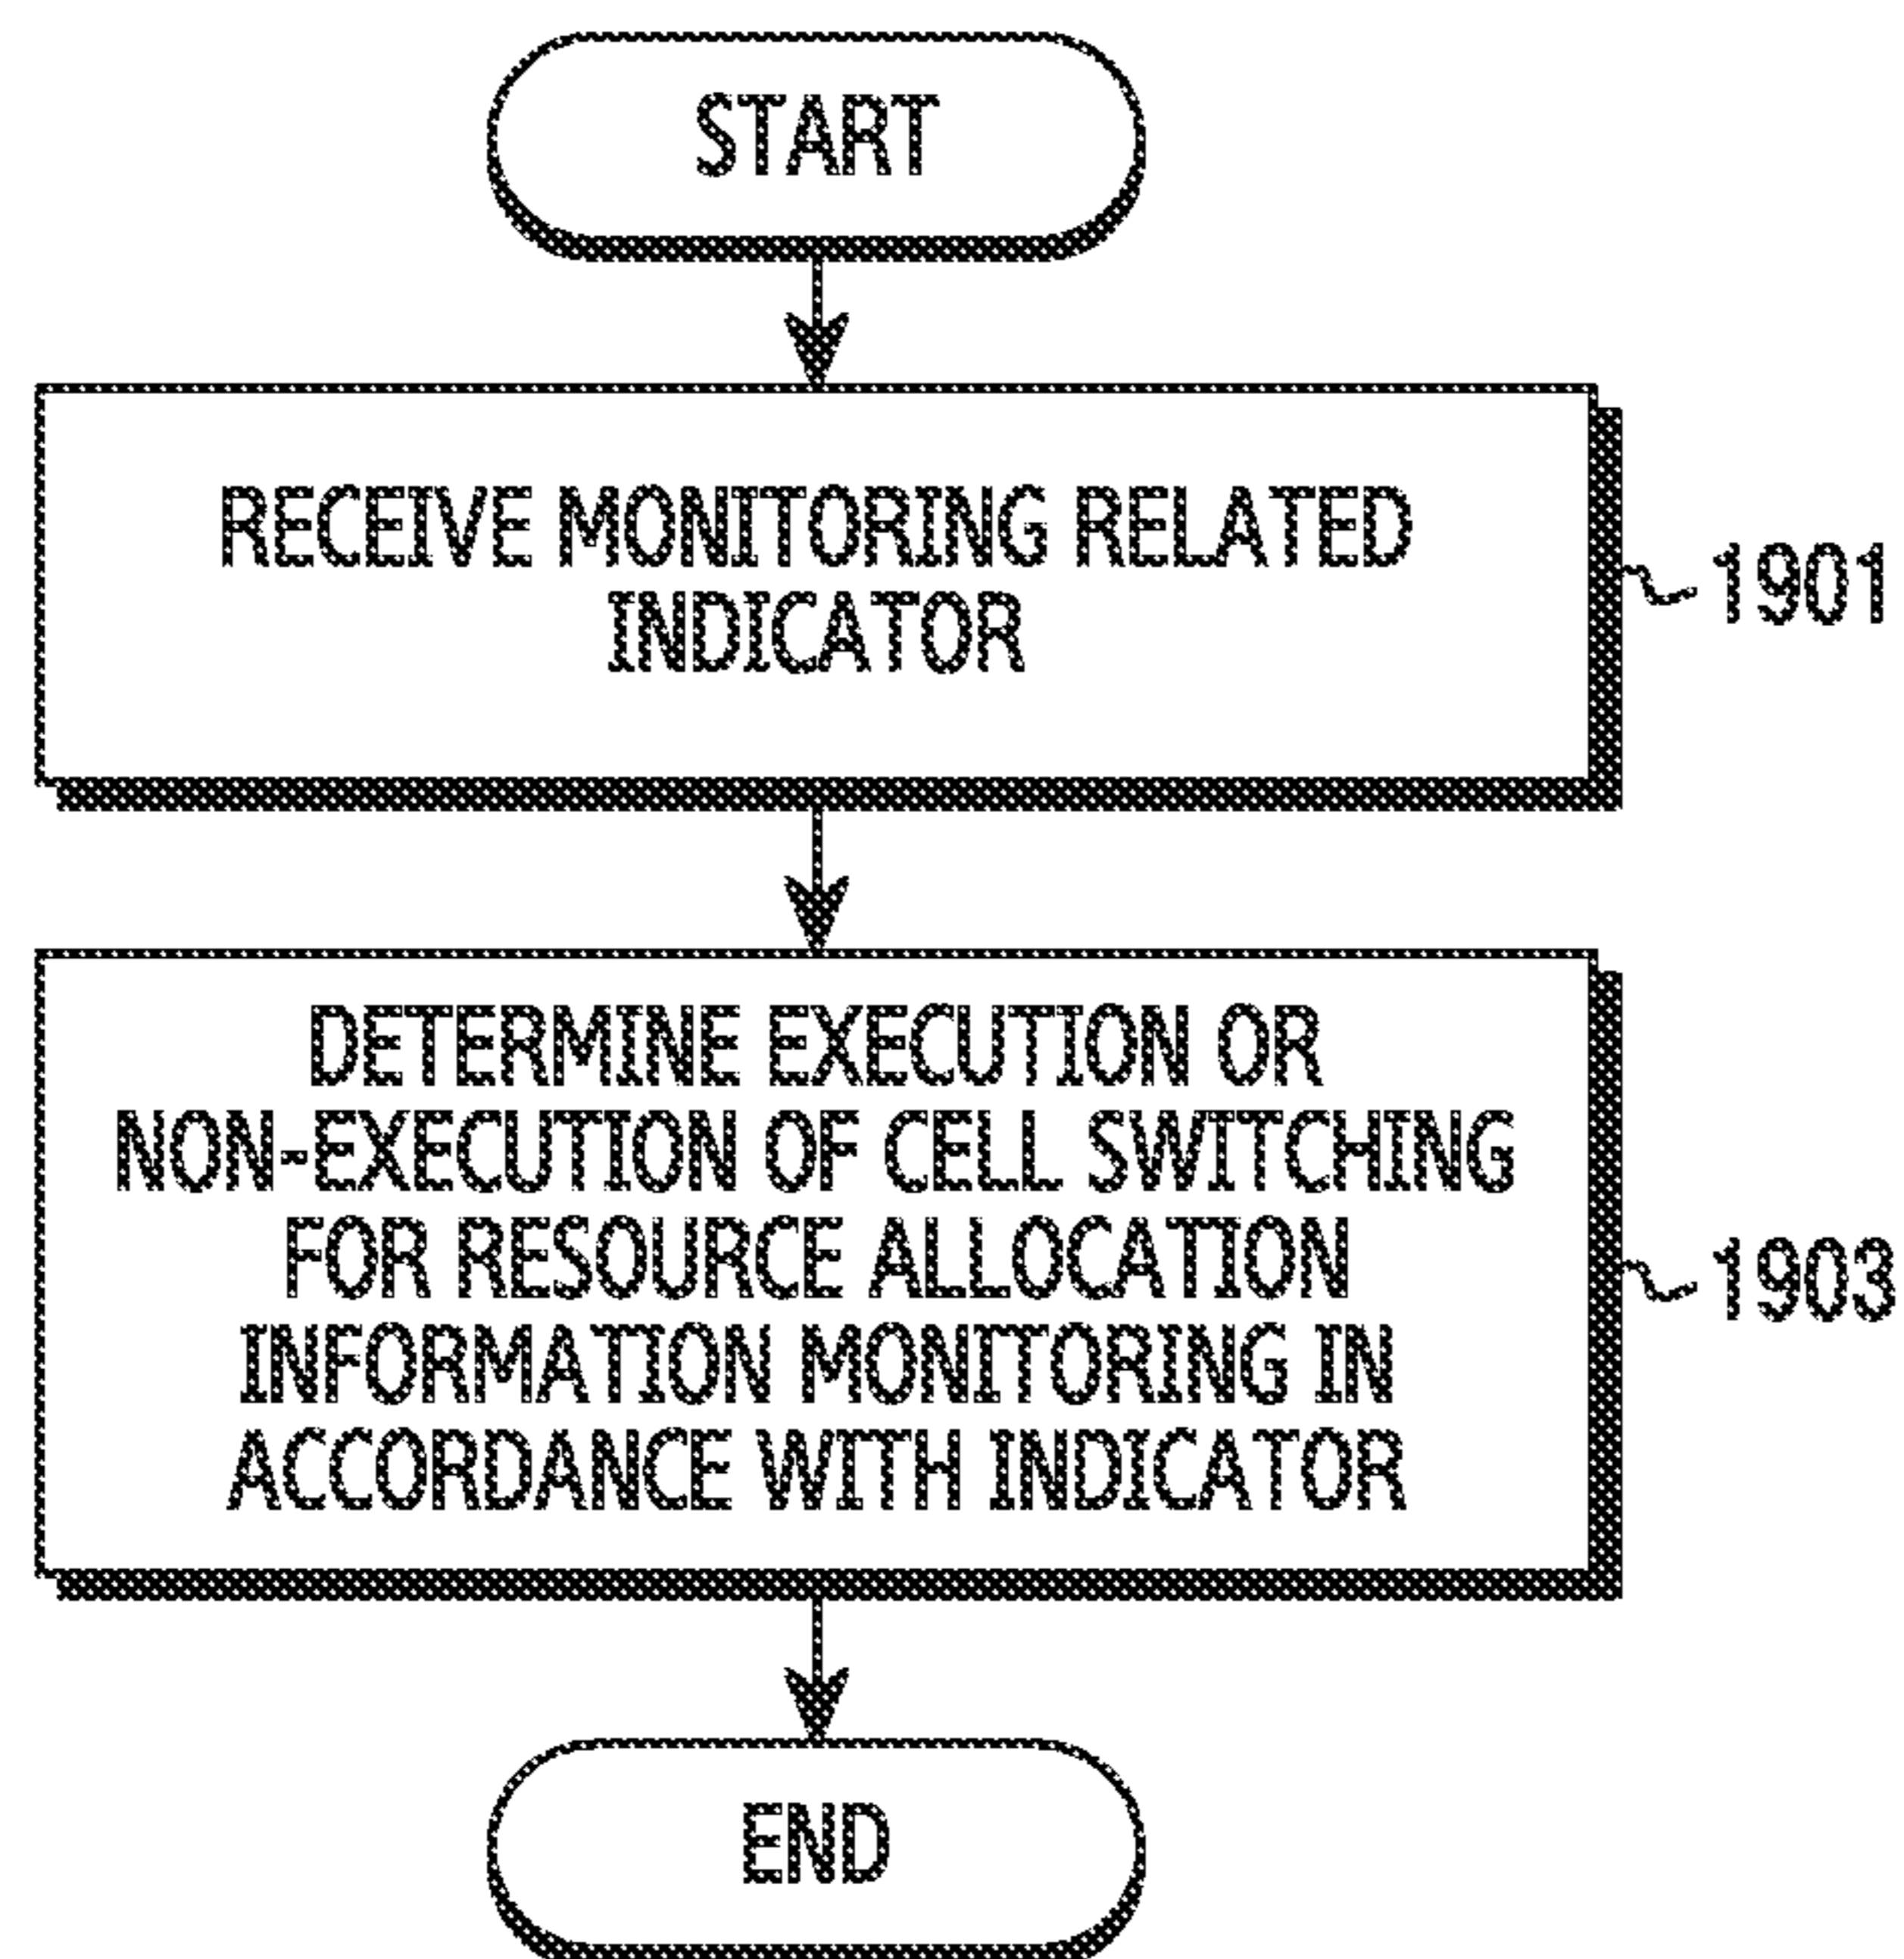 START
RECEIVE MONITORING RELATED
INDICATOR
1901
DETERMINE EXECUTION OR
NON-EXECUTION OF CELL SWITCHING
FOR RESOURCE ALLOCATION
INFORMATION MONITORING IN
ACCORDANCE WITH INDICATOR
1903
END